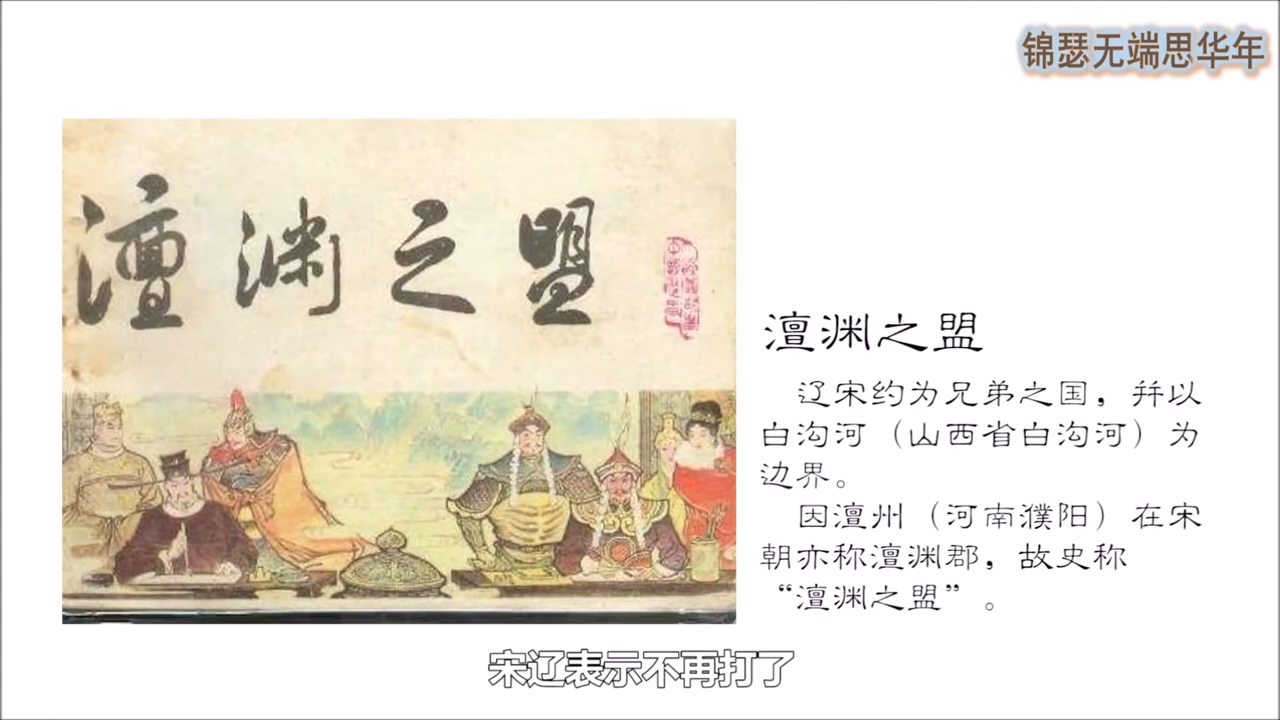 锦瑟无端思华年
澶渊之盟
澶渊之盟
辽宋约为兄弟之国，并以
白沟河（山西省白沟河）为
边界。
因澶州（河南濮阳）在宋
朝亦称澶渊郡，故史称
“澶渊之盟”。
宋辽表示不再打了